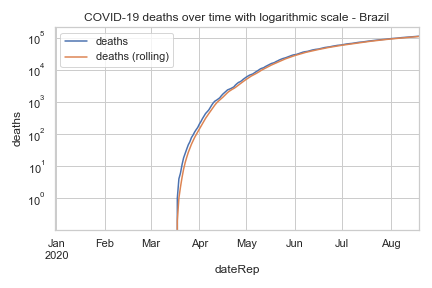 COVID-19 deaths over time with logarithmic scale - Brazil
deaths
deaths (rolling)
10⁵
10⁴
10³
10²
10¹
10⁰
deaths
Jan Feb Mar Apr May Jun Jul Aug
2020
dateRep